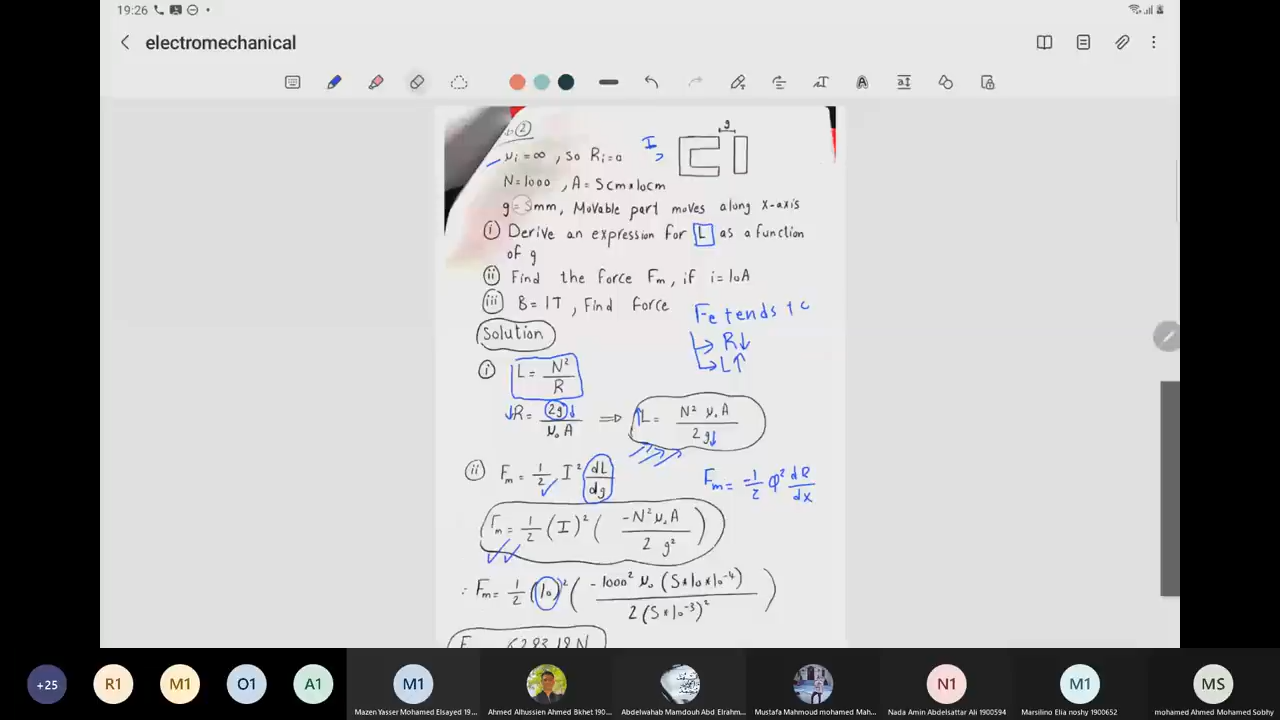 19:26
electromechanical
②
μi = ∞ , so Ri = 0
I
g
N = 1000 , A = 5cm*10cm
g = 5mm, Movable part moves along x-axis
i Derive an expression for L as a function
of g
ii Find the force Fm, if i = 10A
iii B = 1T , Find force
Fe tends t
Solution
→ R↓
→ L↑
i L = N² / R
↓R = 2g↓ / μ₀A ⇒ ↑L = N² μ₀ A / 2g↓
ii Fm = 1/2 I² dL/dg
Fm = -1/2 φ² dR/dx
Fm = 1/2 (I)² ( -N² μ₀ A / 2 g² )
∴ Fm = 1/2 (10)² ( -1000² μ₀ (5*10*10⁻⁴) / 2(5*10⁻³)² )
+25
R1
M1
O1
A1
M1
N1
M1
MS
Mazen Yasser Mohamed Elsayed 19...
Ahmed Alhussien Ahmed Bkhet 190...
Abdelwahab Mamdouh Abd Elrahm...
Mustafa Mahmoud mohamed Mah...
Nada Amin Abdelsattar Ali 1900594
Marsilino Elia noshy 1900652
mohamed Ahmed Mohamed Sobhy